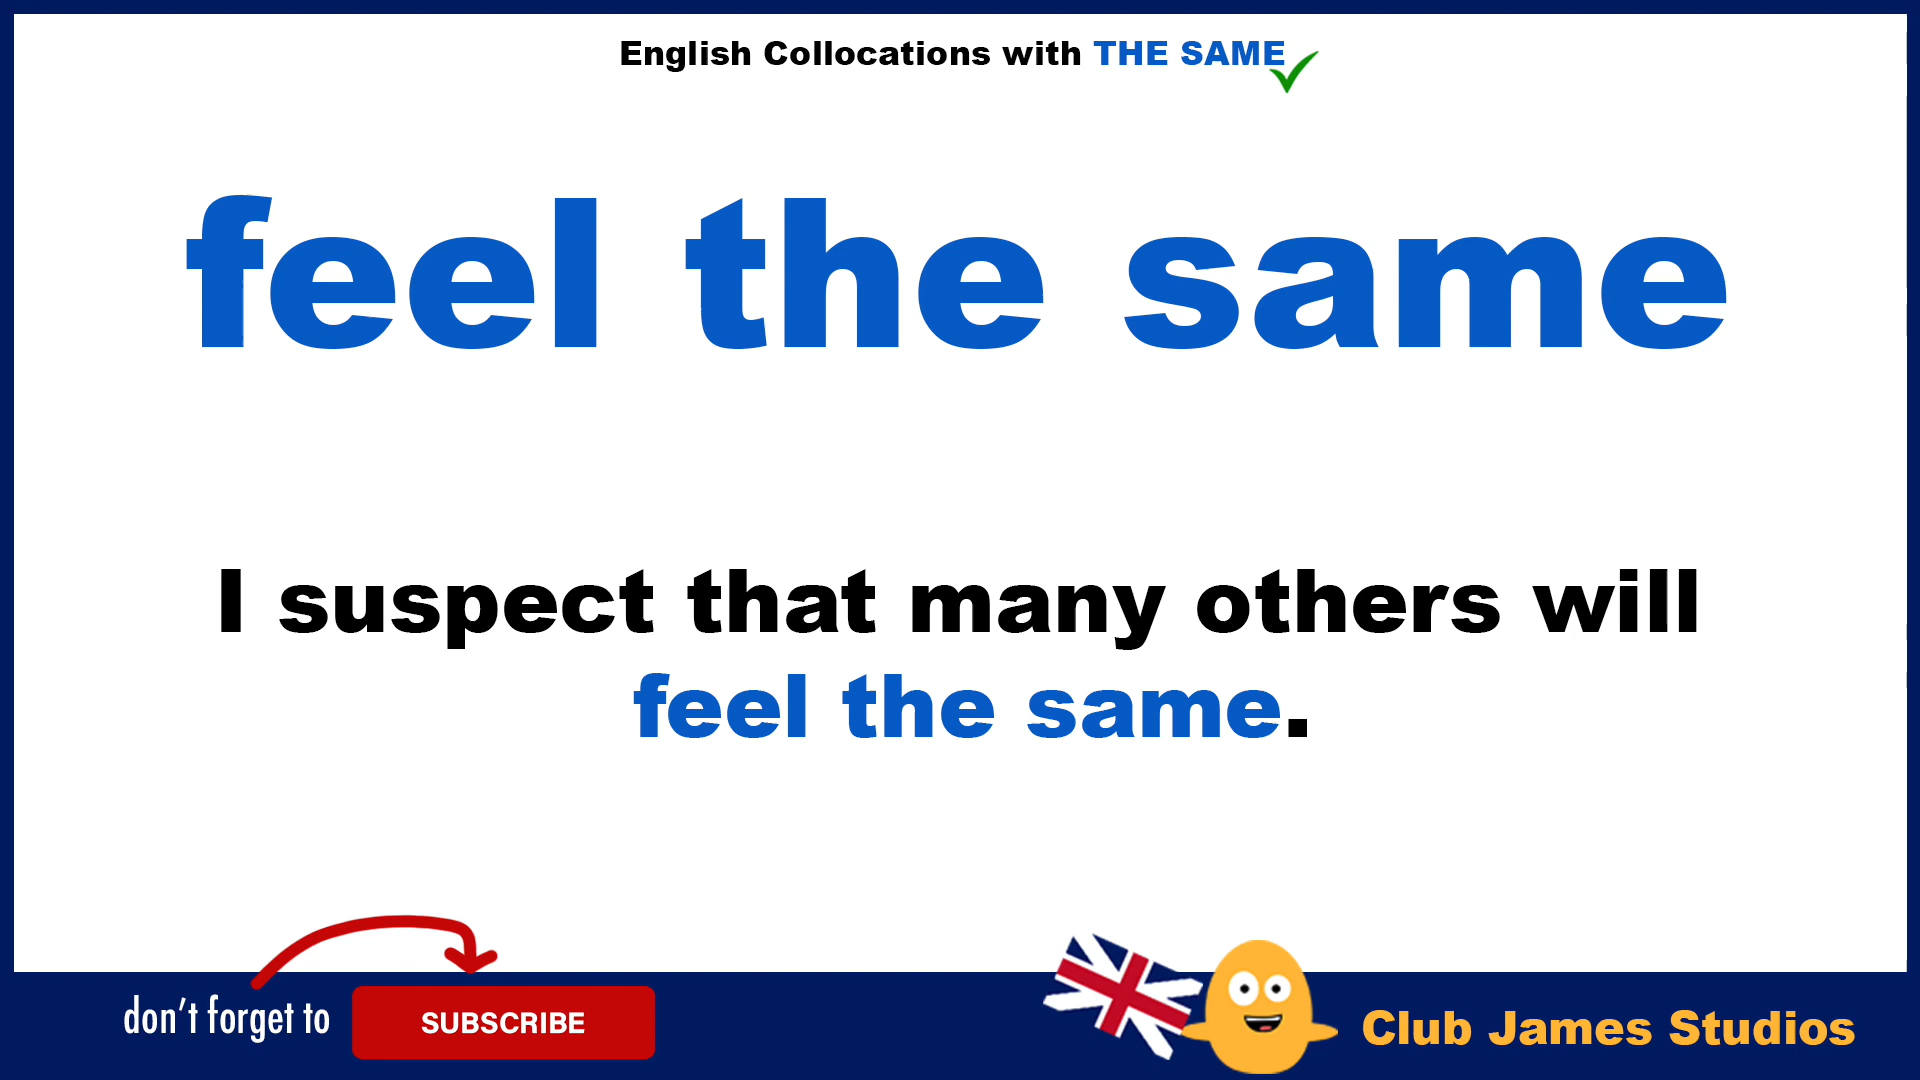 English Collocations with THE SAME
feel the same
I suspect that many others will
feel the same.
don't forget to
SUBSCRIBE
Club James Studios